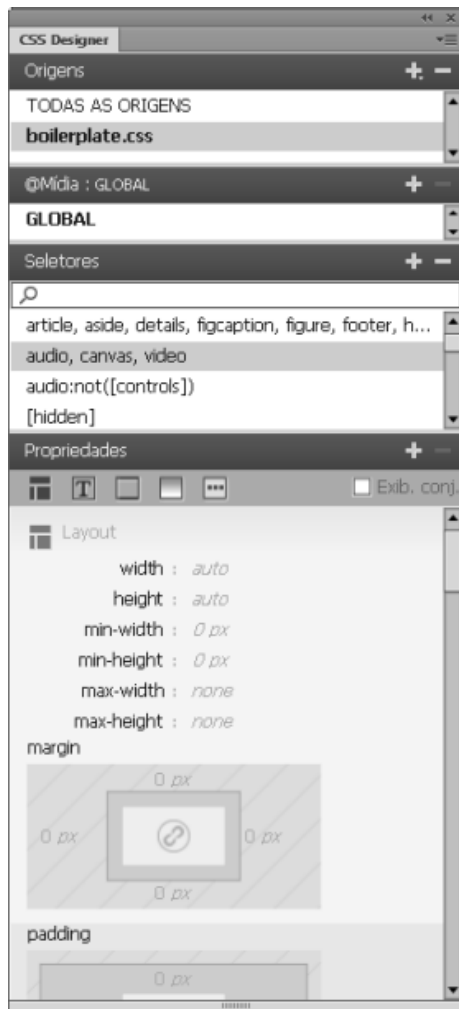 CSS Designer
Origens
TODAS AS ORIGENS
boilerplate.css
@Mídia : GLOBAL
GLOBAL
Seletores
article, aside, details, figcaption, figure, footer, h...
audio, canvas, video
audio:not([controls])
[hidden]
Propriedades
T
Exib. conj.
Layout
width : auto
height : auto
min-width : 0 px
min-height : 0 px
max-width : none
max-height : none
margin
0 px
0 px 0 px
0 px
padding
0 px